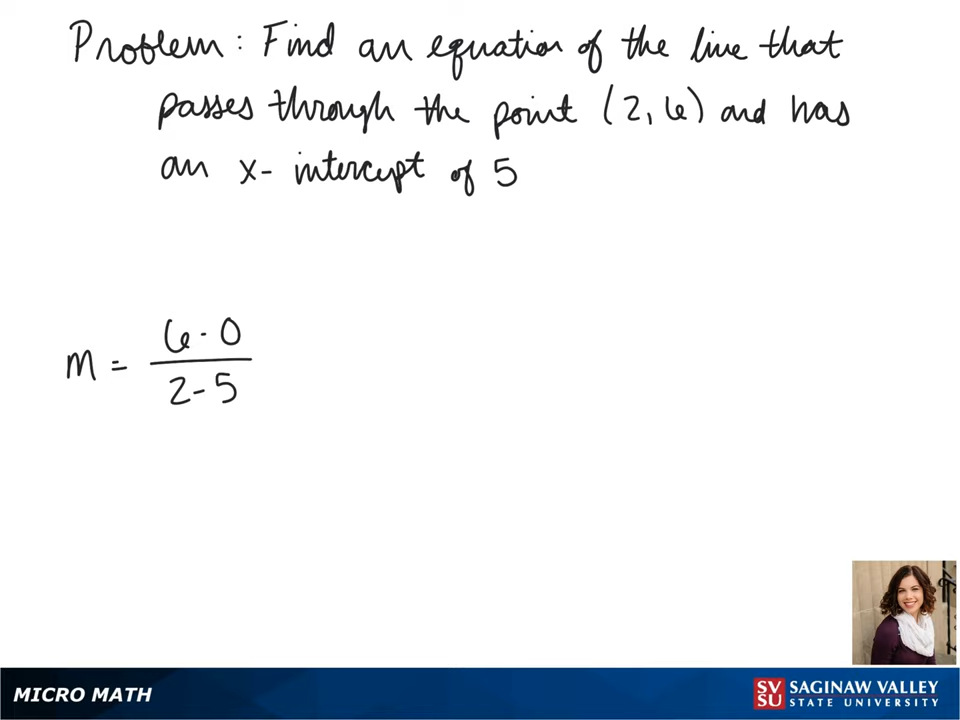 Problem: Find an equation of the line that
passes through the point (2, 6) and has
an x-intercept of 5
m = 6-0
2-5
MICRO MATH
SV SU SAGINAW VALLEY
STATE UNIVERSITY